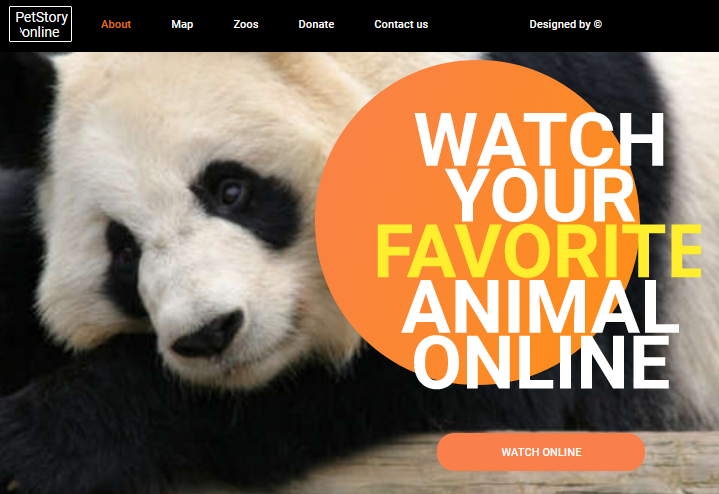 PetStory
online
About
Map
Zoos
Donate
Contact us
Designed by ©
WATCH
YOUR
FAVORITE
ANIMAL
ONLINE
WATCH ONLINE